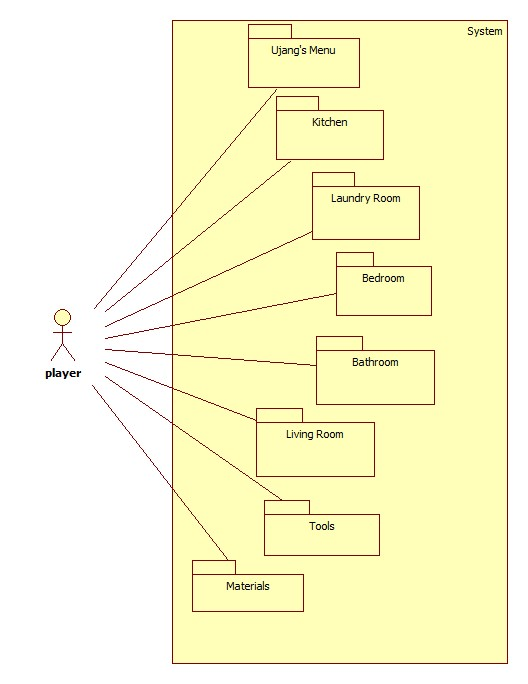 System
Ujang's Menu
Kitchen
Laundry Room
Bedroom
player
Bathroom
Living Room
Tools
Materials